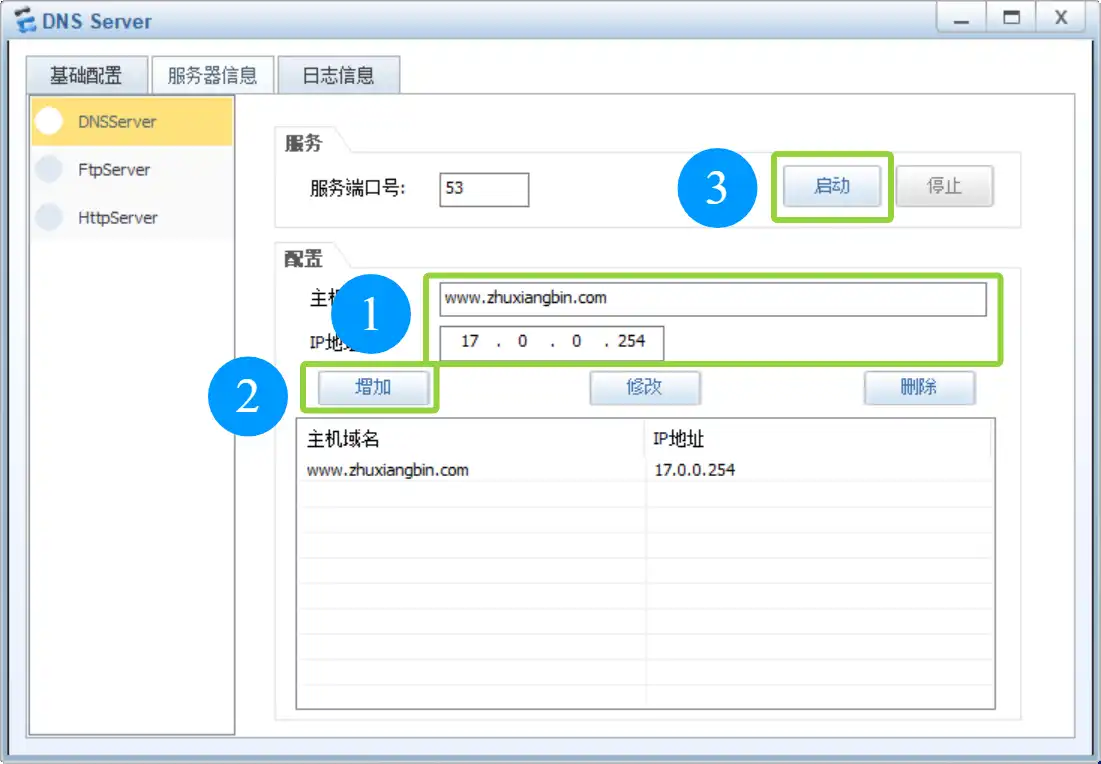 DNS Server
基础配置 服务器信息 日志信息
DNSServer
FtpServer
HttpServer
服务
服务端口号: 53
3
启动 停止
配置
主机
www.zhuxiangbin.com
1
IP地
17 . 0 . 0 . 254
2
增加 修改 删除
主机域名 IP地址
www.zhuxiangbin.com 17.0.0.254